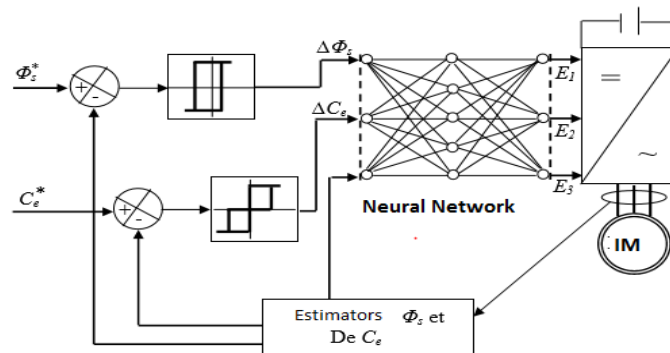 Φs*
+
-
ΔΦs
ΔCe
E1
E2
E3
=
~
Ce*
+
-
Neural Network
IM
Estimators Φs et
De Ce